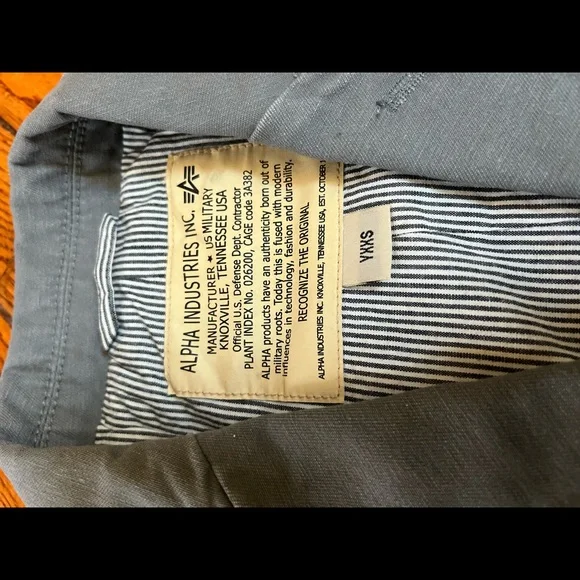 ALPHA INDUSTRIES INC.
MANUFACTURER ★ US MILITARY
KNOXVILLE, TENNESSEE USA
Official U.S. Defense Dept. Contractor
PLANT INDEX No. 026200, CAGE code 3A382
ALPHA products have an authenticity born out of
military roots. Today this is fused with modern
influences in technology, fashion and durability.
RECOGNIZE THE ORIGINAL
ALPHA INDUSTRIES INC. KNOXVILLE, TENNESSEE USA, EST. OCTOBER
YXXS